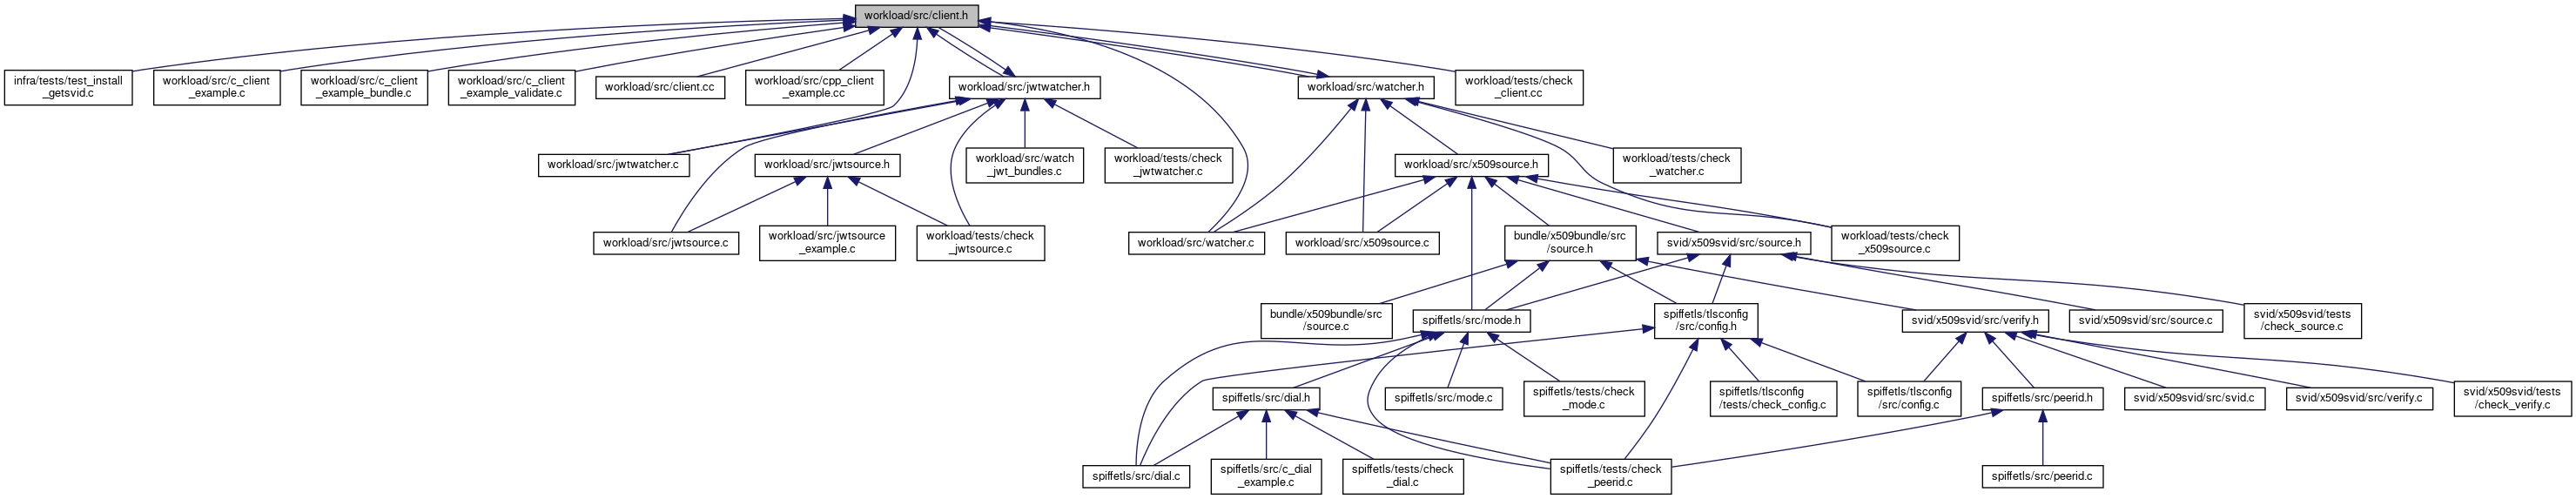 workload/src/client.h
infra/tests/test_install
_getsvid.c
workload/src/c_client
_example.c
workload/src/c_client
_example_bundle.c
workload/src/c_client
_example_validate.c
workload/src/client.cc
workload/src/cpp_client
_example.cc
workload/src/jwtwatcher.h
workload/src/watcher.h
workload/tests/check
_client.cc
workload/src/jwtwatcher.c
workload/src/jwtsource.h
workload/src/watch
_jwt_bundles.c
workload/tests/check
_jwtwatcher.c
workload/src/x509source.h
workload/tests/check
_watcher.c
workload/src/jwtsource.c
workload/src/jwtsource
_example.c
workload/tests/check
_jwtsource.c
workload/src/watcher.c
workload/src/x509source.c
bundle/x509bundle/src
/source.h
svid/x509svid/src/source.h
workload/tests/check
_x509source.c
bundle/x509bundle/src
/source.c
spiffetls/src/mode.h
spiffetls/tlsconfig
/src/config.h
svid/x509svid/src/verify.h
svid/x509svid/src/source.c
svid/x509svid/tests
/check_source.c
spiffetls/src/dial.h
spiffetls/src/mode.c
spiffetls/tests/check
_mode.c
spiffetls/tlsconfig
/tests/check_config.c
spiffetls/tlsconfig
/src/config.c
spiffetls/src/peerid.h
svid/x509svid/src/svid.c
svid/x509svid/src/verify.c
svid/x509svid/tests
/check_verify.c
spiffetls/src/dial.c
spiffetls/src/c_dial
_example.c
spiffetls/tests/check
_dial.c
spiffetls/tests/check
_peerid.c
spiffetls/src/peerid.c